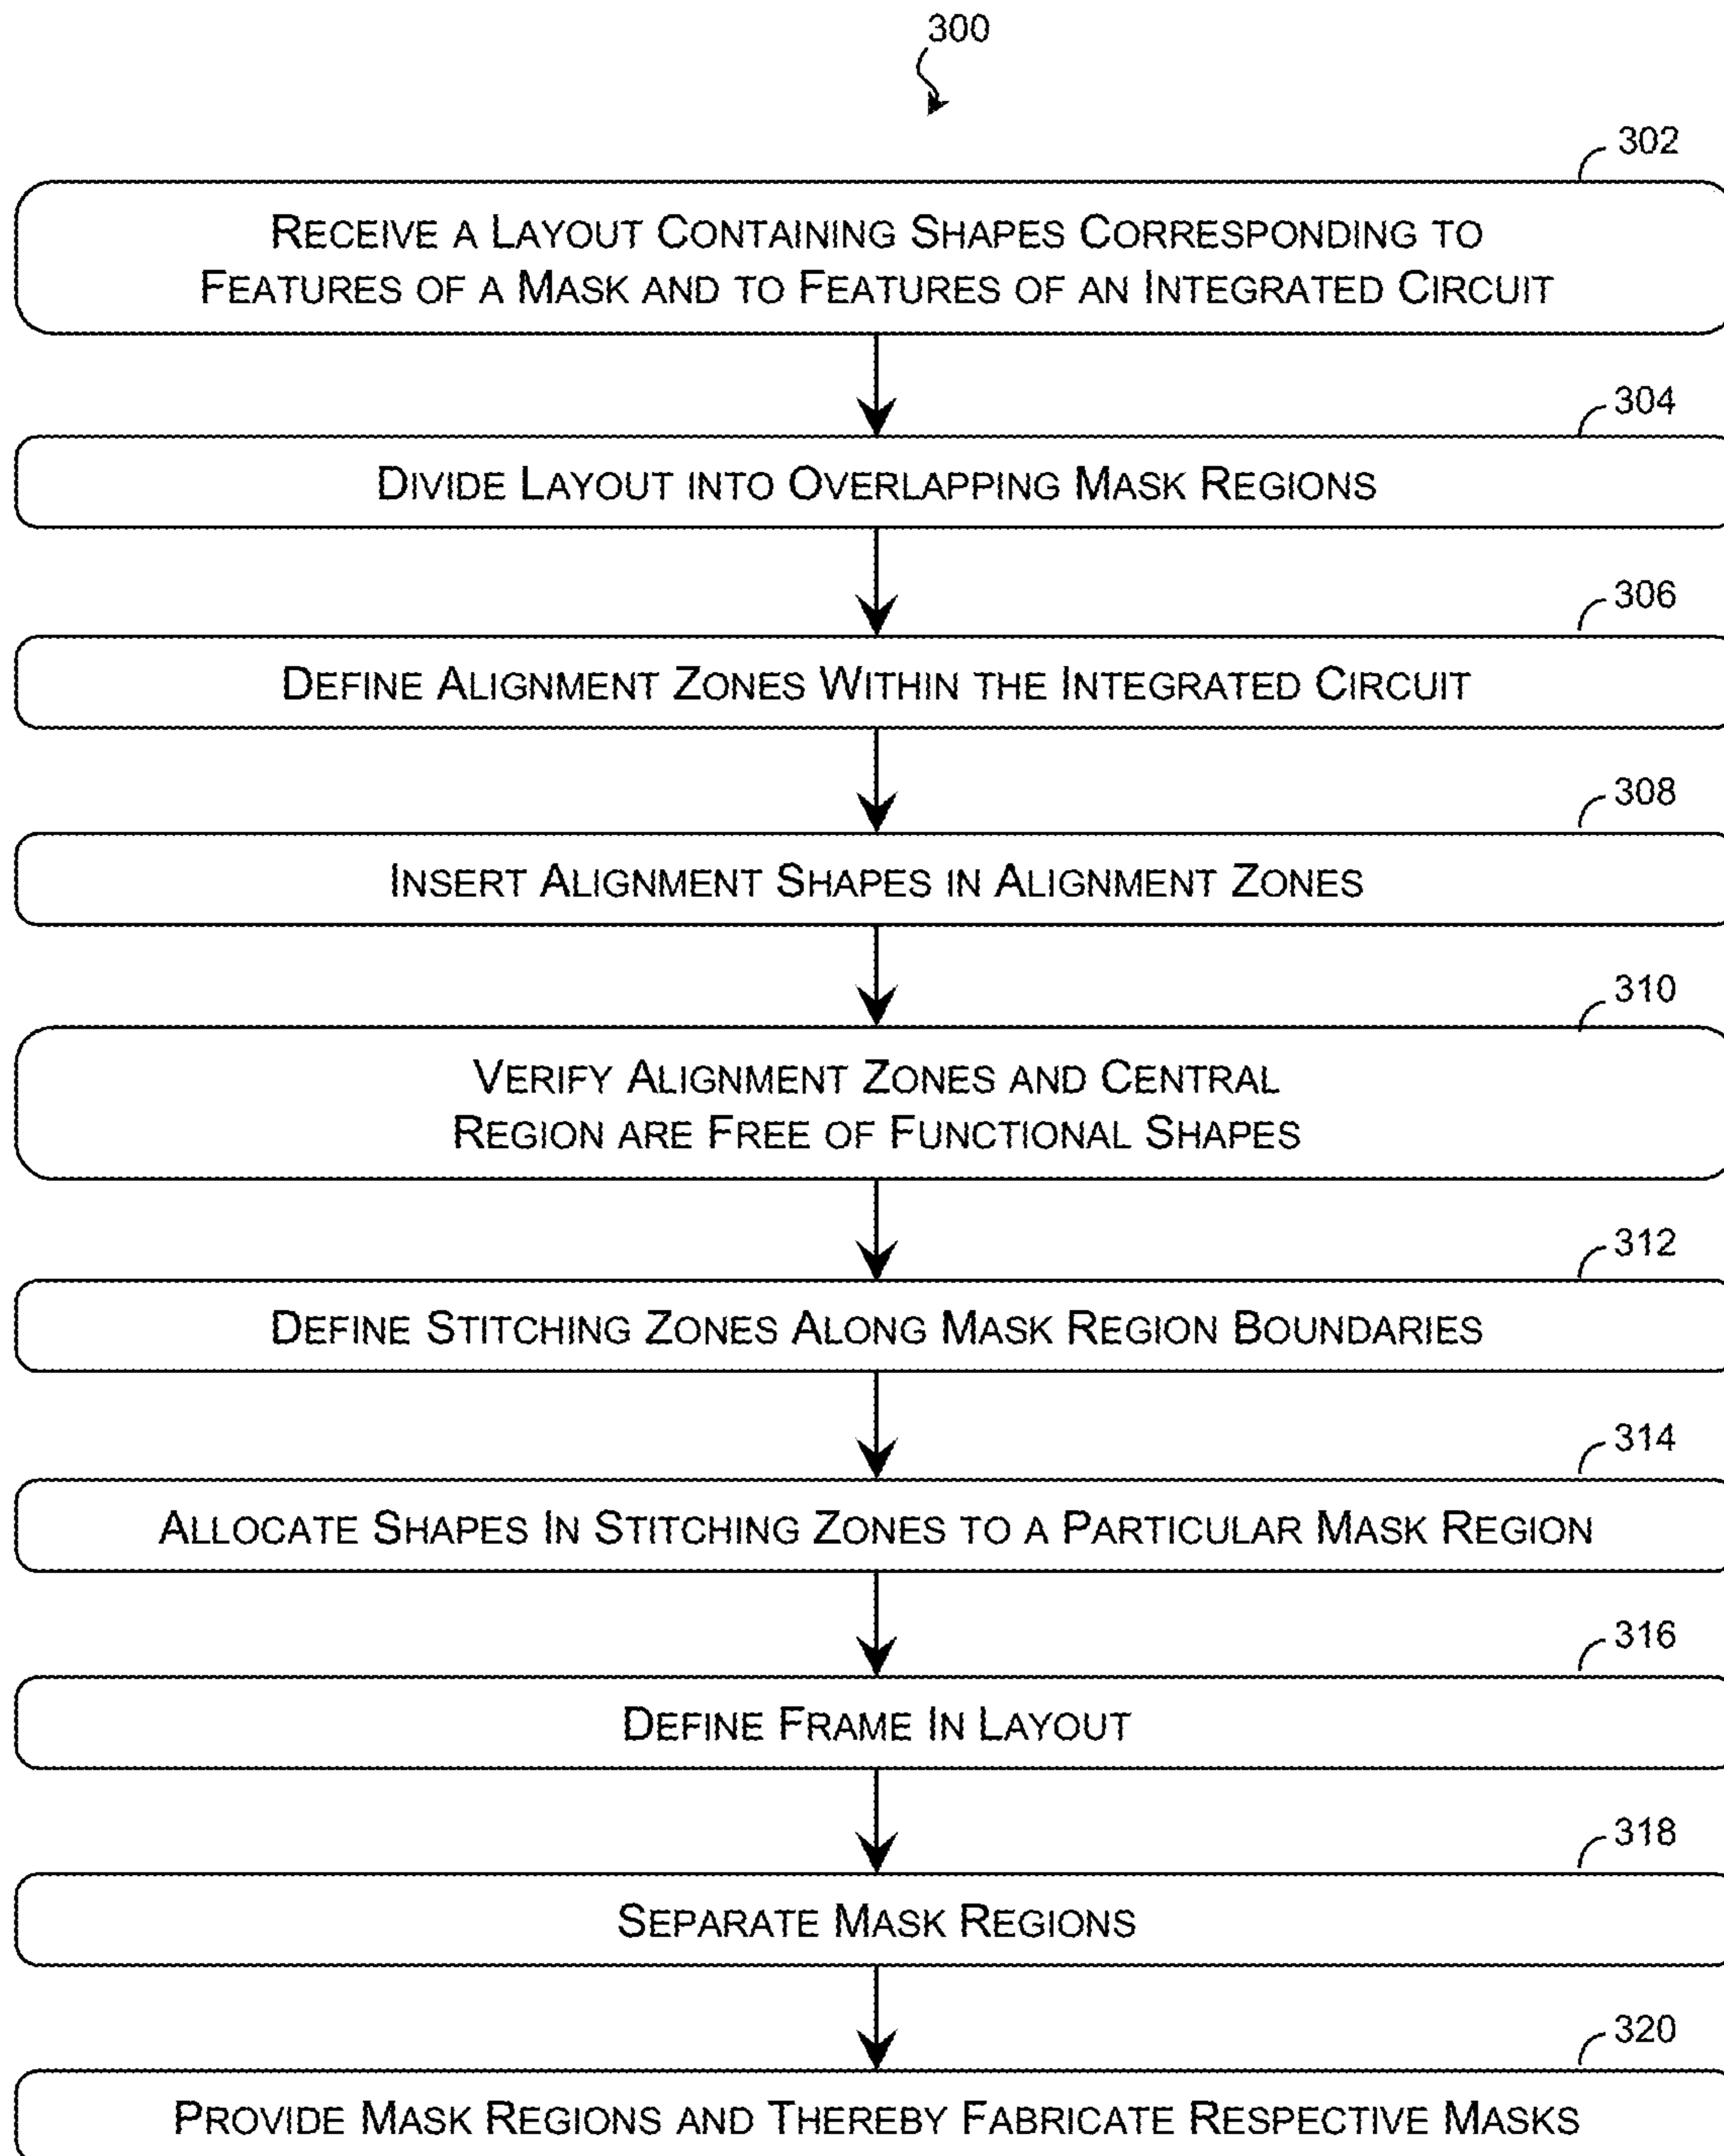 300
302
RECEIVE A LAYOUT CONTAINING SHAPES CORRESPONDING TO
FEATURES OF A MASK AND TO FEATURES OF AN INTEGRATED CIRCUIT
304
DIVIDE LAYOUT INTO OVERLAPPING MASK REGIONS
306
DEFINE ALIGNMENT ZONES WITHIN THE INTEGRATED CIRCUIT
308
INSERT ALIGNMENT SHAPES IN ALIGNMENT ZONES
310
VERIFY ALIGNMENT ZONES AND CENTRAL
REGION ARE FREE OF FUNCTIONAL SHAPES
312
DEFINE STITCHING ZONES ALONG MASK REGION BOUNDARIES
314
ALLOCATE SHAPES IN STITCHING ZONES TO A PARTICULAR MASK REGION
316
DEFINE FRAME IN LAYOUT
318
SEPARATE MASK REGIONS
320
PROVIDE MASK REGIONS AND THEREBY FABRICATE RESPECTIVE MASKS